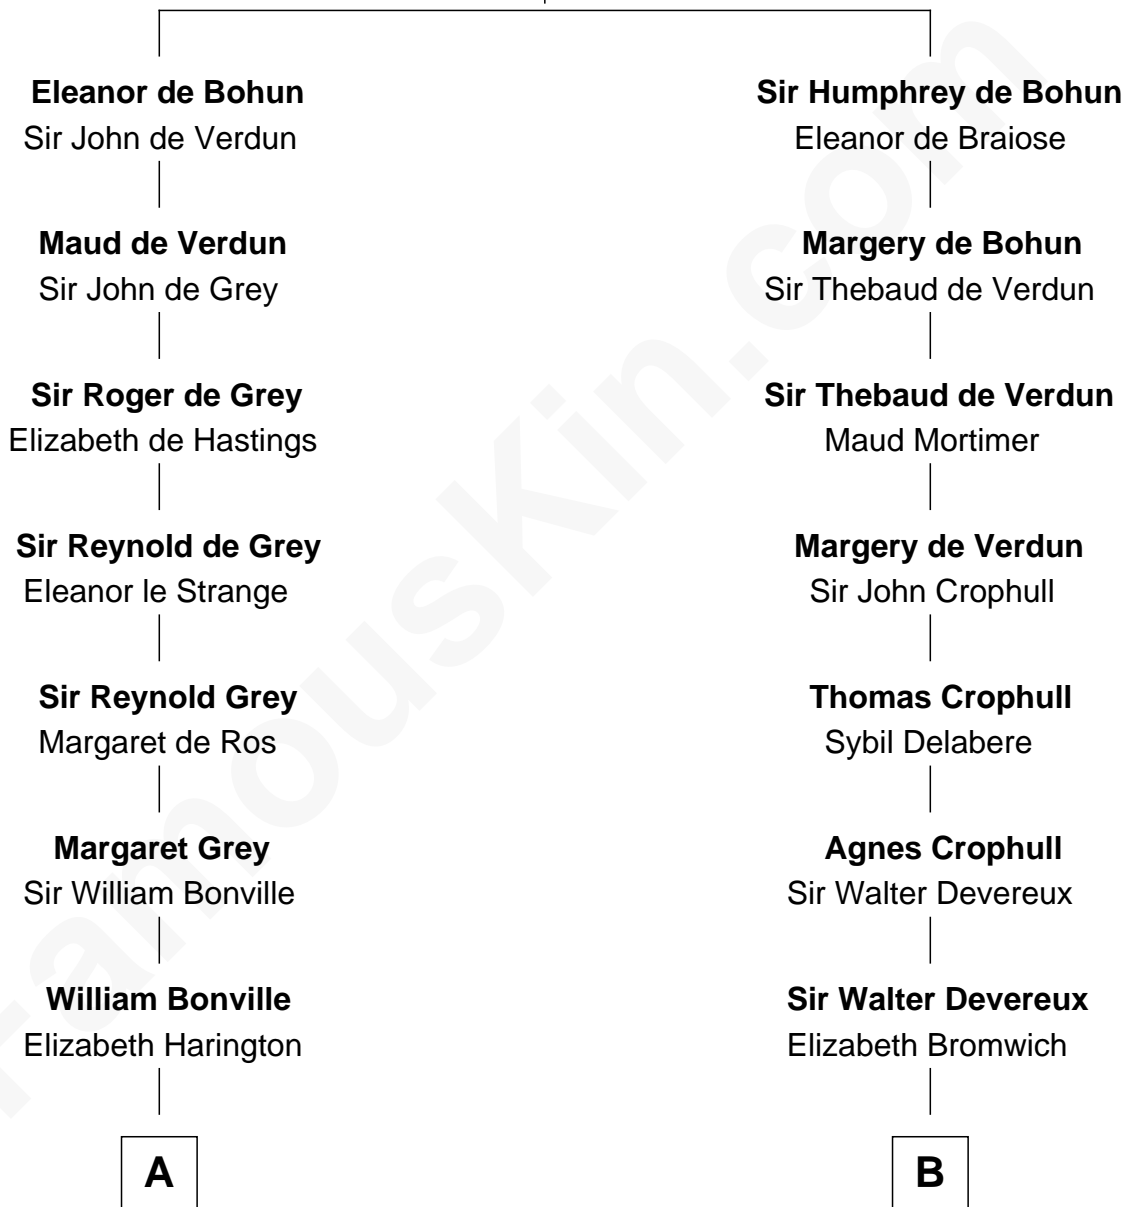 Eleanor de Bohun
Sir John de Verdun
Maud de Verdun
Sir John de Grey
Sir Roger de Grey
Elizabeth de Hastings
Sir Reynold de Grey
Eleanor le Strange
Sir Reynold Grey
Margaret de Ros
Margaret Grey
Sir William Bonville
William Bonville
Elizabeth Harington
A
Sir Humphrey de Bohun
Eleanor de Braiose
Margery de Bohun
Sir Thebaud de Verdun
Sir Thebaud de Verdun
Maud Mortimer
Margery de Verdun
Sir John Crophull
Thomas Crophull
Sybil Delabere
Agnes Crophull
Sir Walter Devereux
Sir Walter Devereux
Elizabeth Bromwich
B
FamousKin.com